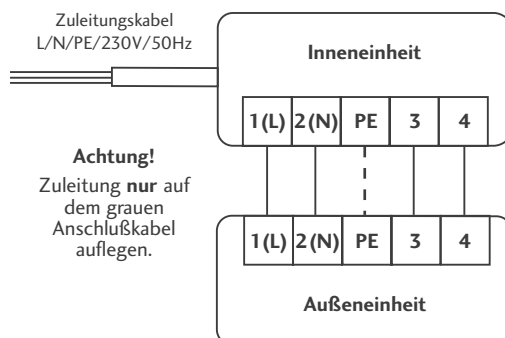 Zuleitungskabel
L/N/PE/230V/50Hz
Inneneinheit
1(L) 2(N) PE 3 4
Achtung!
Zuleitung nur auf
dem grauen
Anschlußkabel
auflegen.
1(L) 2(N) PE 3 4
Außeneinheit